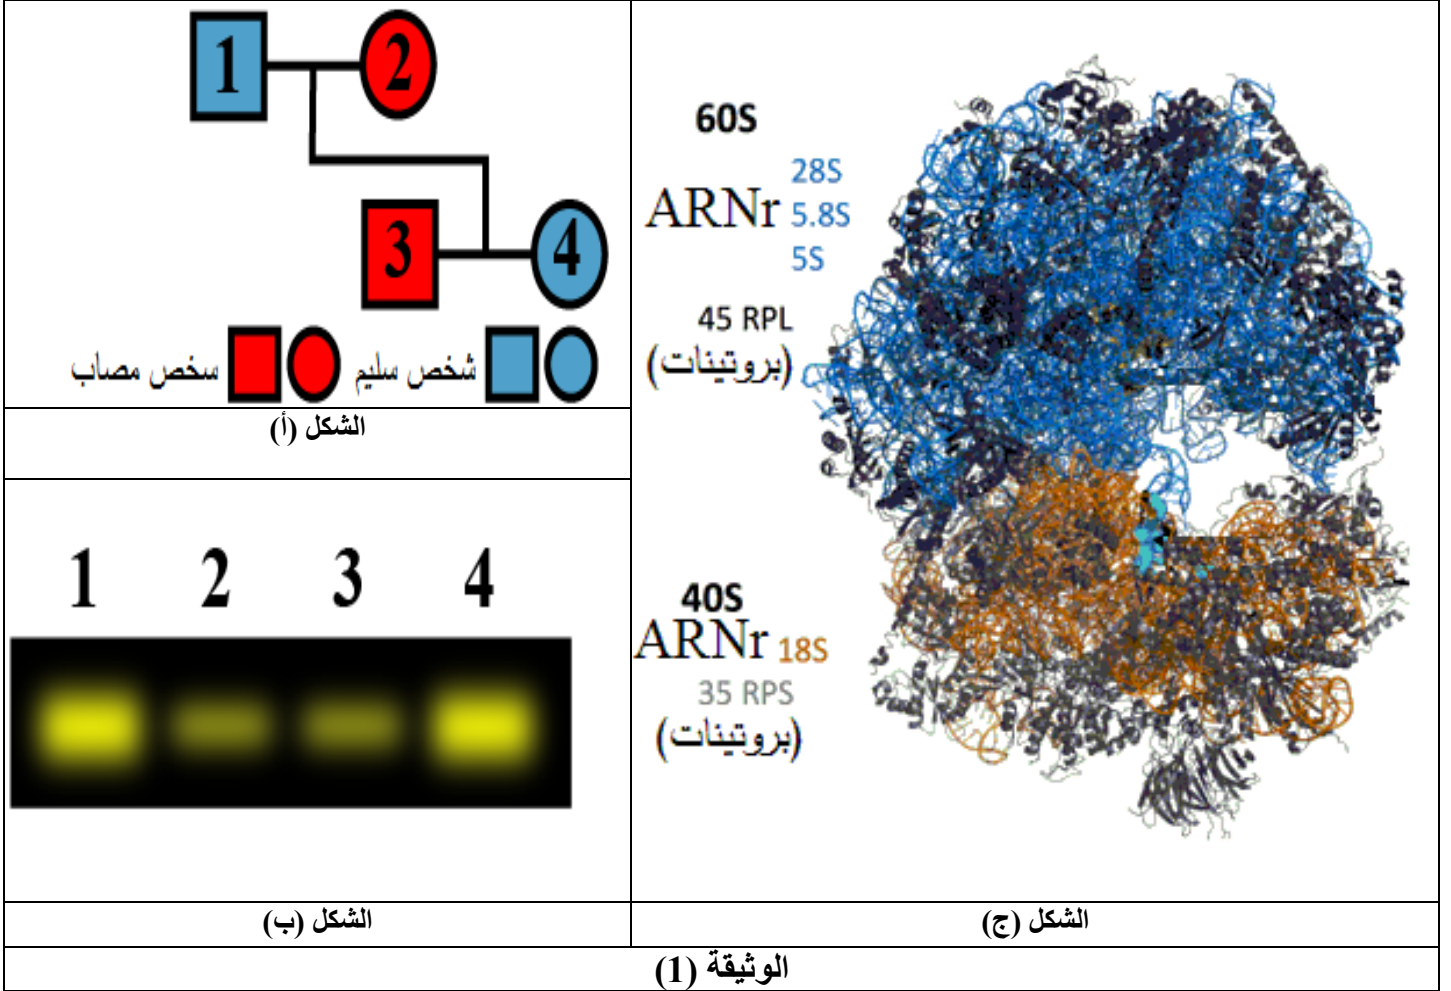 1
2
3
4
شخص سليم
سخص مصاب
الشكل (أ)
1 2 3 4
الشكل (ب)
60S
ARNr
28S
5.8S
5S
45 RPL
(بروتينات)
40S
ARNr 18S
35 RPS
(بروتينات)
الشكل (ج)
الوثيقة (1)